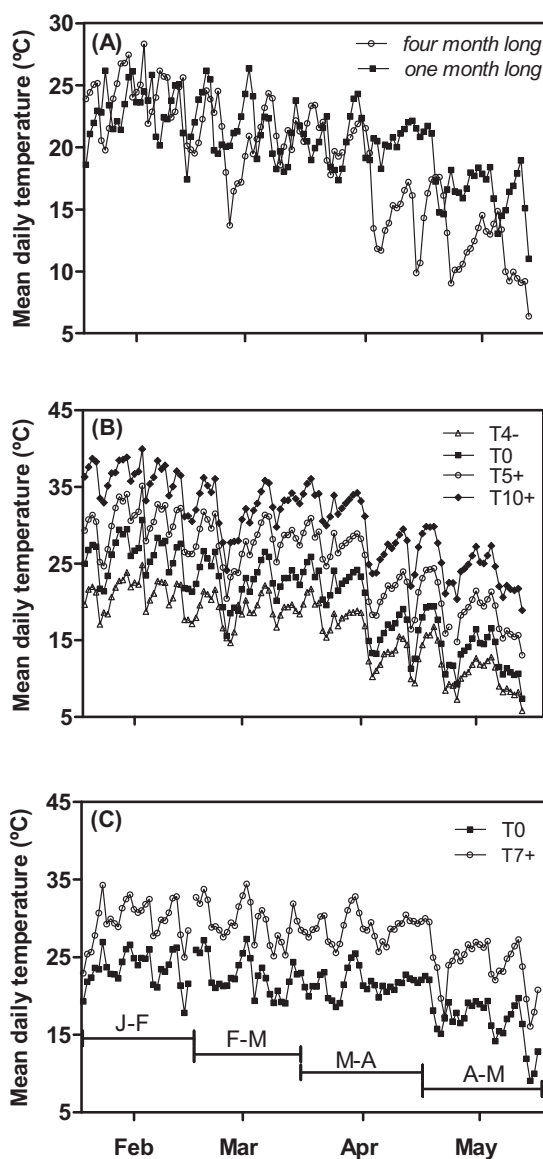 (A)
four month long
one month long
Mean daily temperature (ºC)
30
25
20
15
10
5
(B)
T4-
T0
T5+
T10+
Mean daily temperature (ºC)
45
35
25
15
5
(C)
T0
T7+
Mean daily temperature (ºC)
45
35
25
15
5
J-F
F-M
M-A
A-M
Feb Mar Apr May